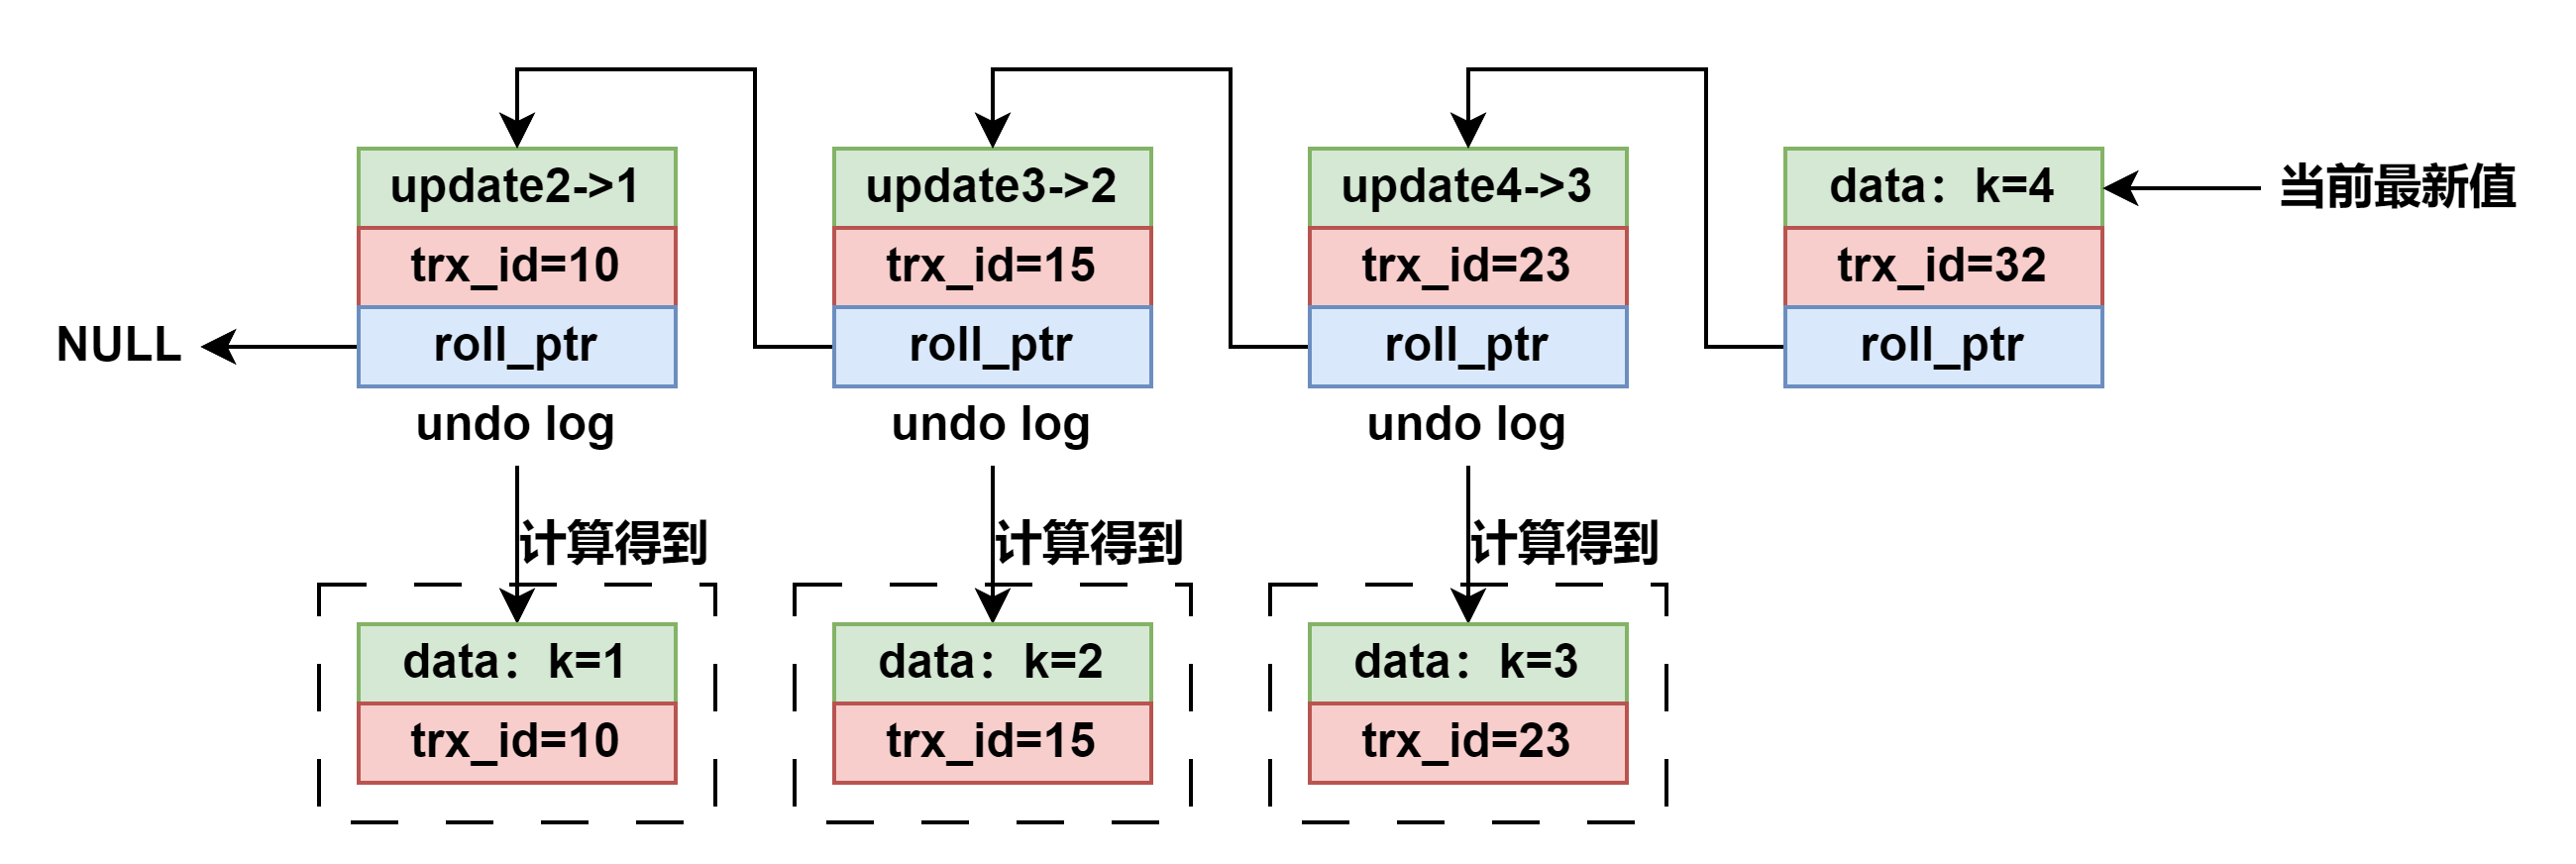 update2->1
update3->2
update4->3
data：k=4
当前最新值
trx_id=10
trx_id=15
trx_id=23
trx_id=32
NULL
roll_ptr
roll_ptr
roll_ptr
roll_ptr
undo log
undo log
undo log
计算得到
计算得到
计算得到
data：k=1
data：k=2
data：k=3
trx_id=10
trx_id=15
trx_id=23